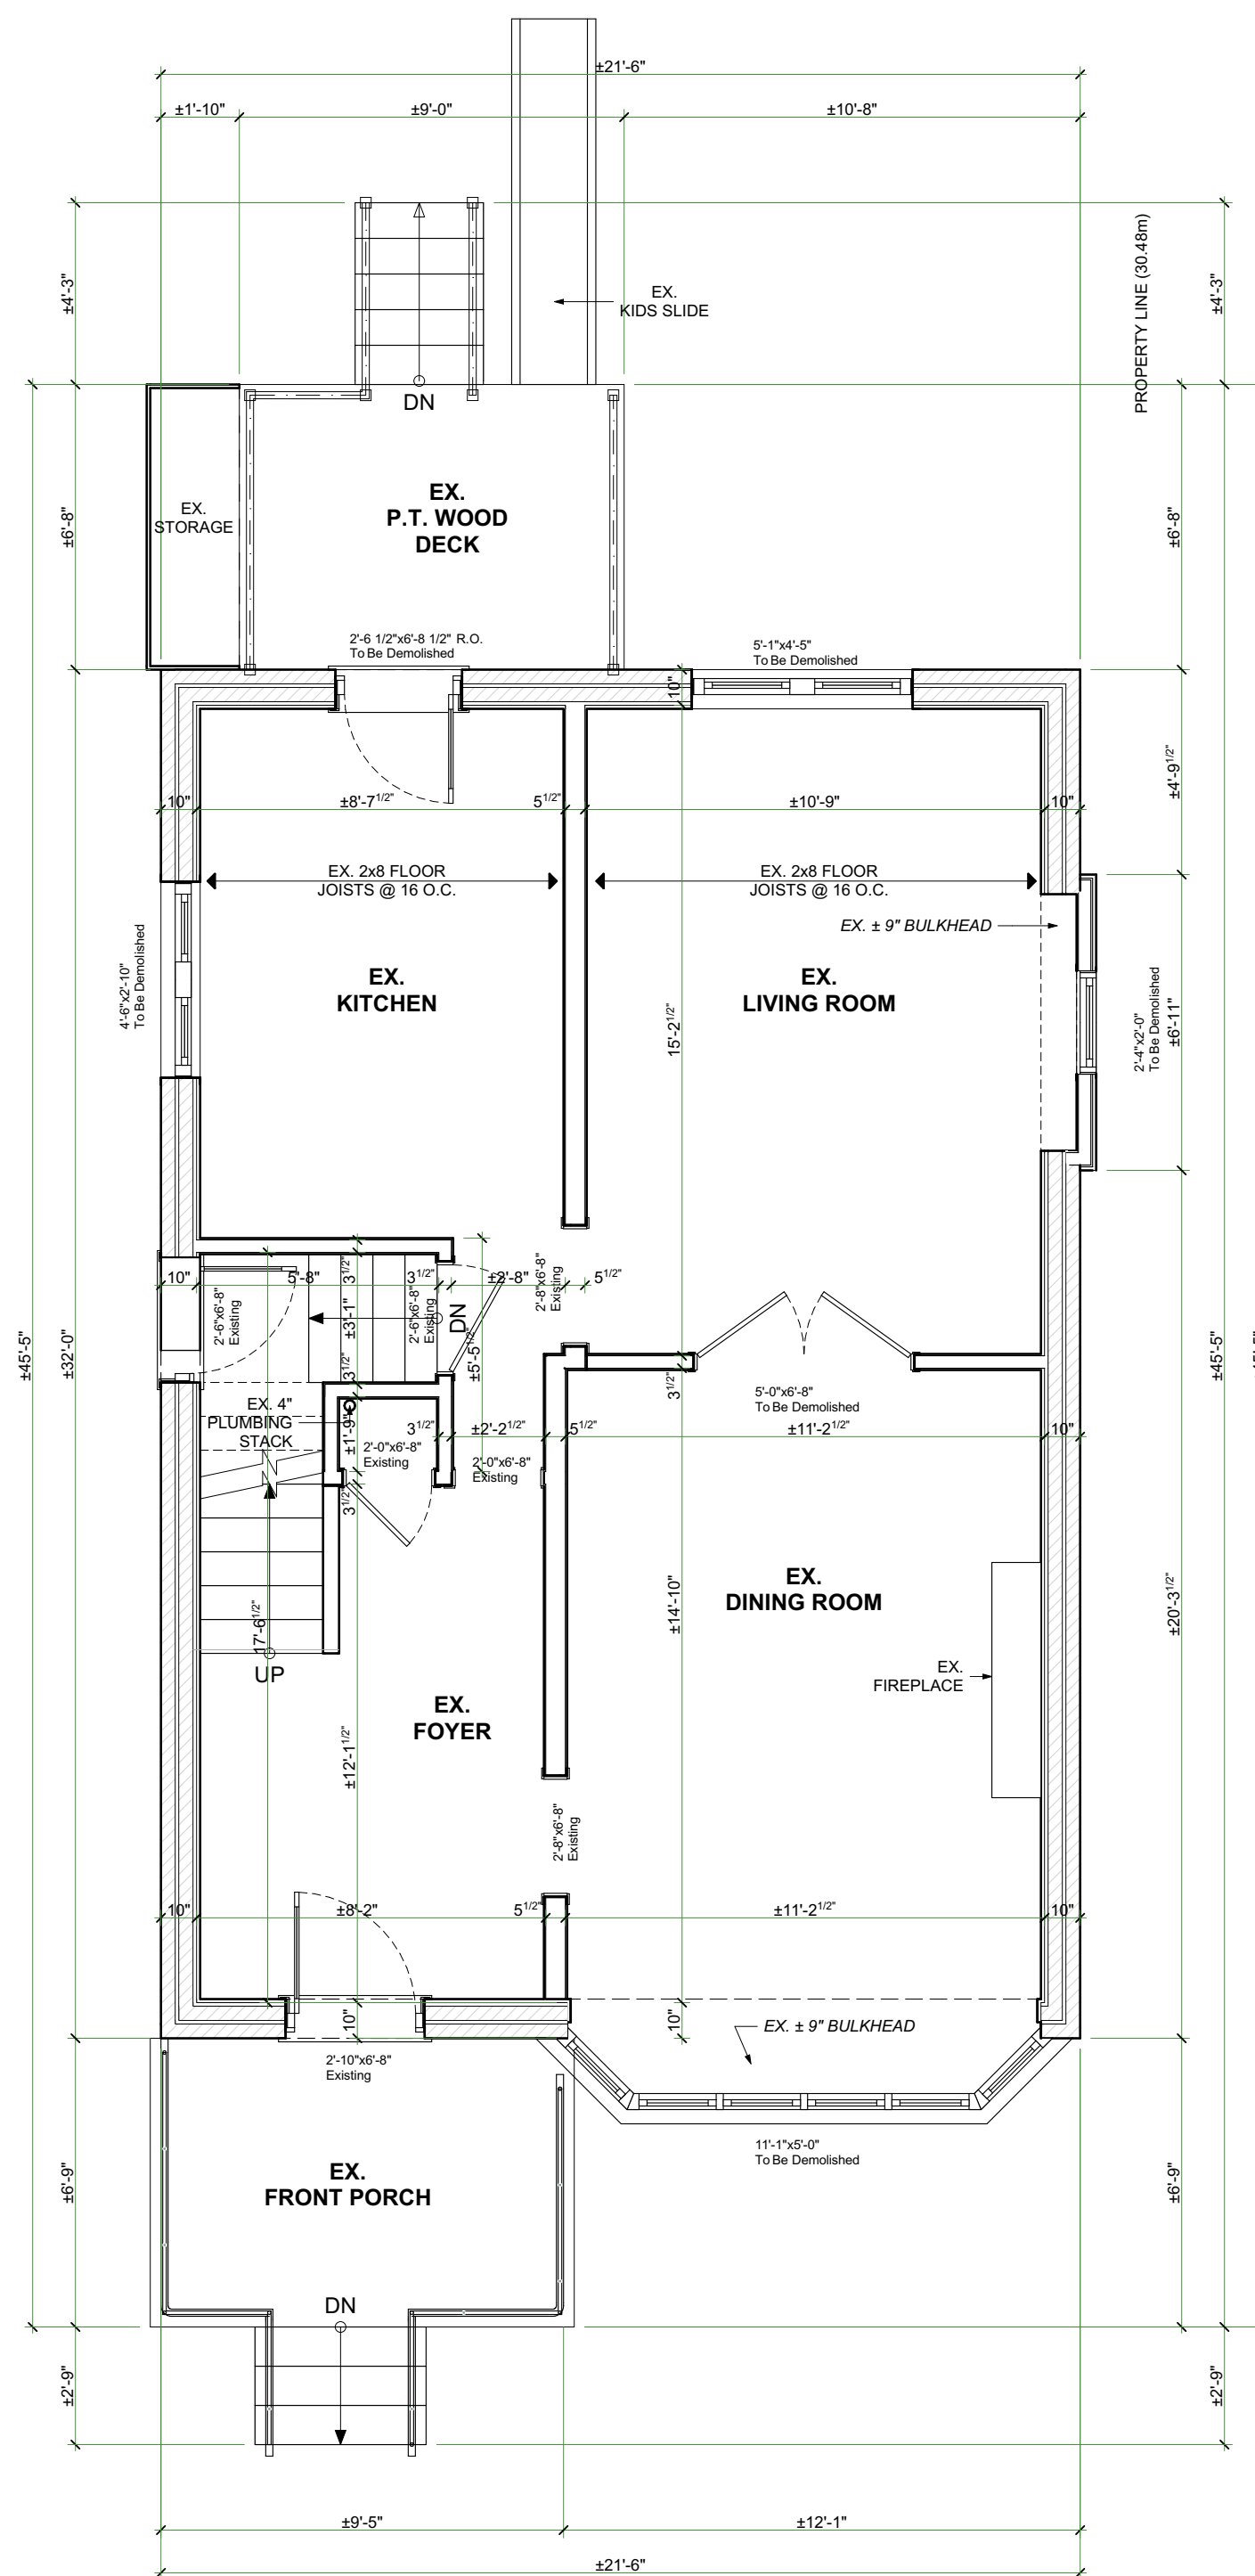 ±21'-6"
±1'-10"
±9'-0"
±10'-8"
±4'-3"
EX.
KIDS SLIDE
PROPERTY LINE (30.48m)
±4'-3"
DN
±6'-8"
EX.
STORAGE
EX.
P.T. WOOD
DECK
±6'-8"
2'-6 1/2"x6'-8 1/2" R.O.
To Be Demolished
5'-1"x4'-5"
To Be Demolished
10"
±4'-9 1/2"
10"
±8'-7 1/2"
5 1/2"
±10'-9"
10"
EX. 2x8 FLOOR
JOISTS @ 16 O.C.
EX. 2x8 FLOOR
JOISTS @ 16 O.C.
EX. ± 9" BULKHEAD
4'-6"x2'-10"
To Be Demolished
EX.
KITCHEN
EX.
LIVING ROOM
15'-2 1/2"
2'-4"x2'-0"
To Be Demolished
±6'-11"
10"
5'-8"
3 1/2"
3 1/2"
±2'-8"
5 1/2"
2'-6"x6'-8"
Existing
±3'-1"
2'-6"x6'-8"
Existing
DN
2'-8"x6'-8"
Existing
±5'-5 1/2"
3 1/2"
±45'-5"
±32'-0"
±45'-5"
3 1/2"
5'-0"x6'-8"
To Be Demolished
EX. 4"
PLUMBING
STACK
±1'-9"
3 1/2"
±2'-2 1/2"
5 1/2"
±11'-2 1/2"
10"
2'-0"x6'-8"
Existing
2'-0"x6'-8"
Existing
3 1/2"
EX.
DINING ROOM
±14'-10"
±20'-3 1/2"
17'-6 1/2"
UP
EX.
FIREPLACE
EX.
FOYER
±12'-1 1/2"
2'-8"x6'-8"
Existing
10"
±8'-2"
5 1/2"
±11'-2 1/2"
10"
10"
10"
EX. ± 9" BULKHEAD
2'-10"x6'-8"
Existing
11'-1"x5'-0"
To Be Demolished
±6'-9"
EX.
FRONT PORCH
±6'-9"
DN
±2'-9"
±2'-9"
±9'-5"
±12'-1"
±21'-6"